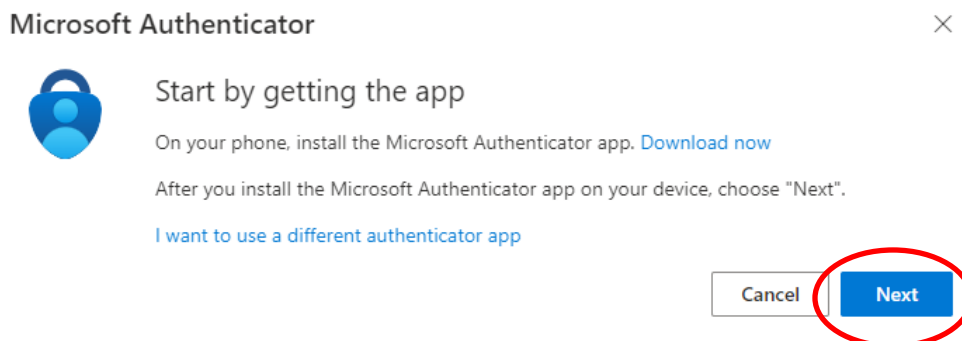 Microsoft Authenticator
Start by getting the app
On your phone, install the Microsoft Authenticator app. Download now
After you install the Microsoft Authenticator app on your device, choose "Next".
I want to use a different authenticator app
Cancel
Next